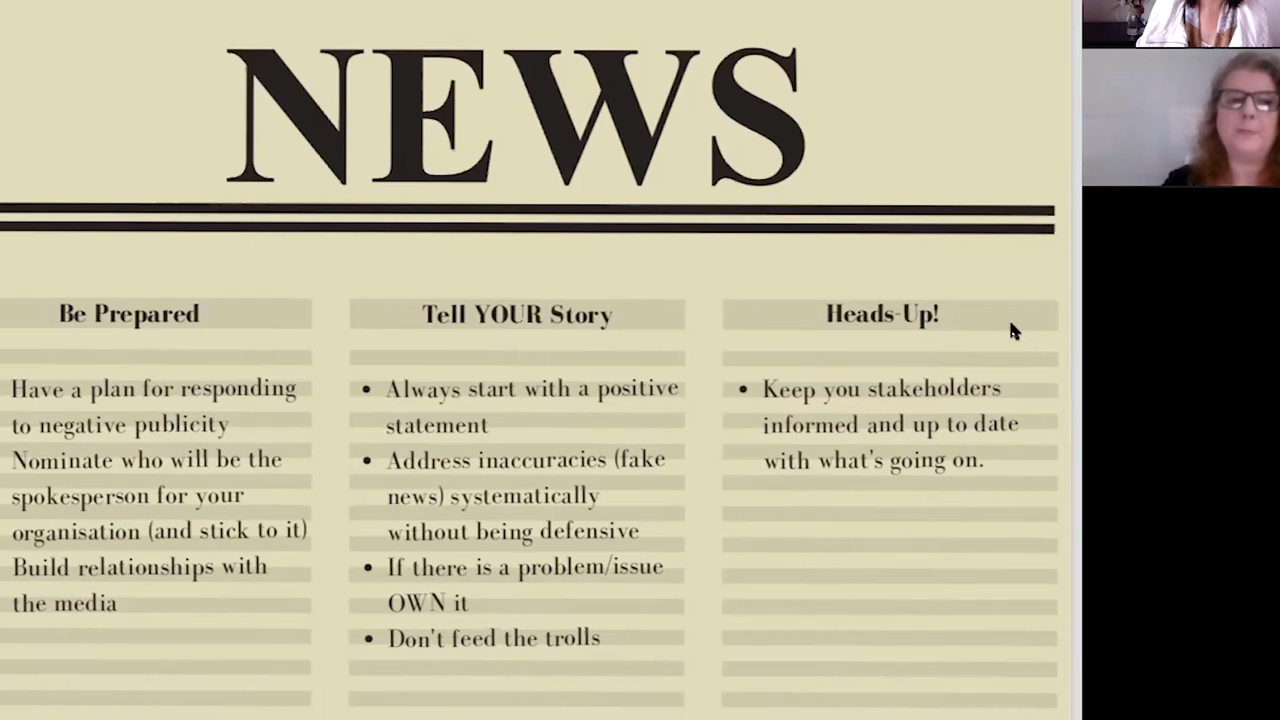 NEWS
Be Prepared
Have a plan for responding
to negative publicity
Nominate who will be the
spokesperson for your
organisation (and stick to it)
Build relationships with
the media
Tell YOUR Story
• Always start with a positive
statement
• Address inaccuracies (fake
news) systematically
without being defensive
• If there is a problem/issue
OWN it
• Don't feed the trolls
Heads-Up!
• Keep you stakeholders
informed and up to date
with what's going on.